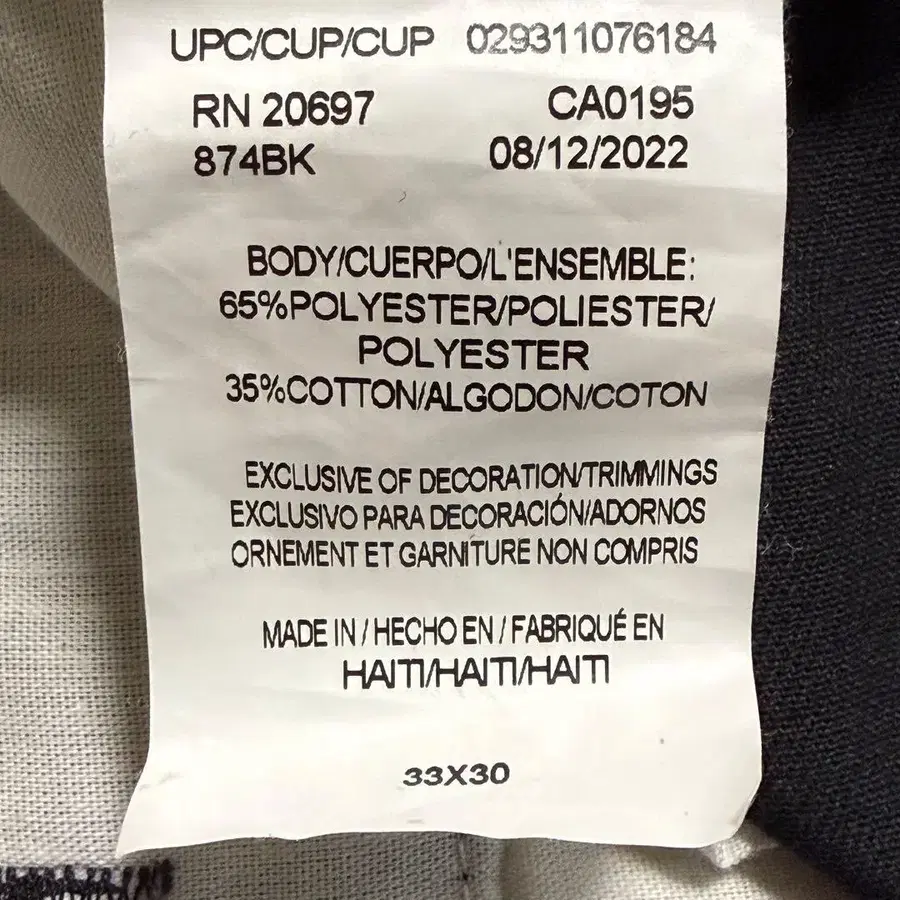 UPC/CUP/CUP 029311076184
RN 20697 CA0195
874BK 08/12/2022
BODY/CUERPO/L'ENSEMBLE:
65%POLYESTER/POLIESTER/
POLYESTER
35%COTTON/ALGODON/COTON
EXCLUSIVE OF DECORATION/TRIMMINGS
EXCLUSIVO PARA DECORACIÓN/ADORNOS
ORNEMENT ET GARNITURE NON COMPRIS
MADE IN / HECHO EN / FABRIQUÉ EN
HAITI/HAITI/HAITI
33X30